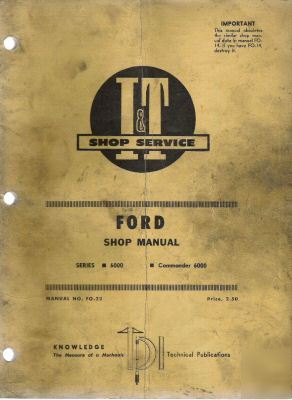 IMPORTANT
This manual obsoletes
the similar shop man-
ual data in manual FO-
14. If you have FO-14,
destroy it.
I&T
SHOP SERVICE
FORD
SHOP MANUAL
SERIES ■ 6000 ■ Commander 6000
MANUAL NO. FO-22 Price, 2.50
KNOWLEDGE
The Measure of a Mechanic
Technical Publications